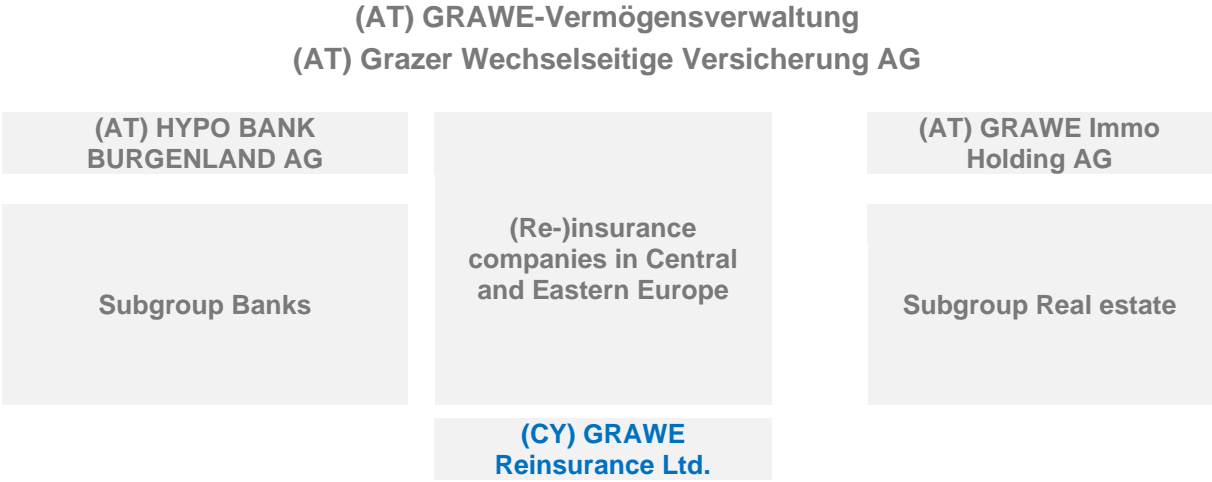 (AT) GRAWE-Vermögensverwaltung
(AT) Grazer Wechselseitige Versicherung AG
(AT) HYPO BANK
BURGENLAND AG
(AT) GRAWE Immo
Holding AG
(Re-)insurance
companies in Central
and Eastern Europe
Subgroup Banks
Subgroup Real estate
(CY) GRAWE
Reinsurance Ltd.